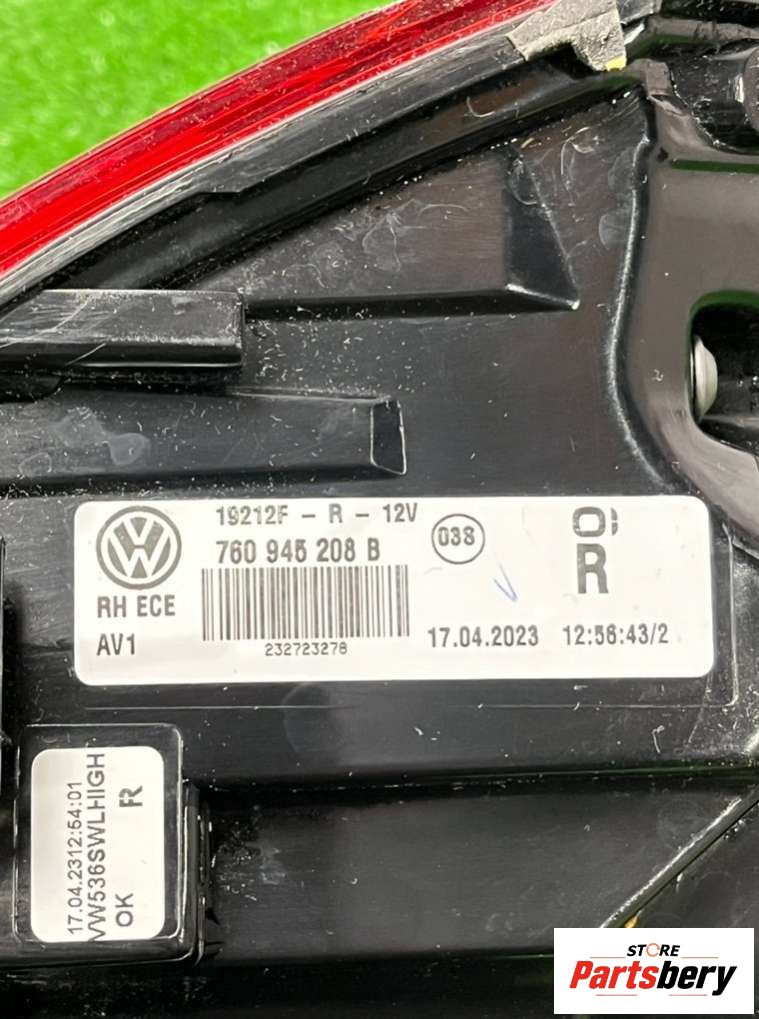 19212F - R - 12V
760 945 208 B
038
RH ECE
AV1
232723278
R
17.04.2023 12:56:43/2
17.04.2312:54:01
VW536SWLHIGH
OK
R
STORE
Partsbery